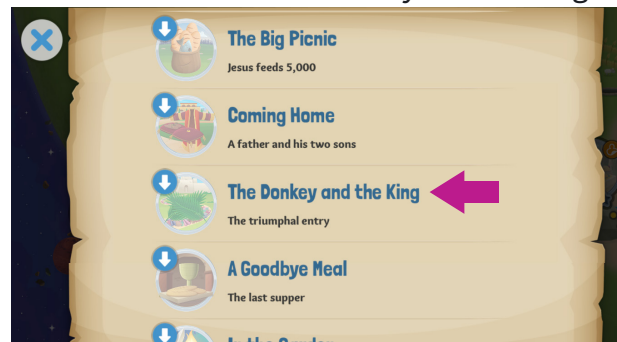 The Big Picnic
Jesus feeds 5,000
Coming Home
A father and his two sons
The Donkey and the King
The triumphal entry
A Goodbye Meal
The last supper